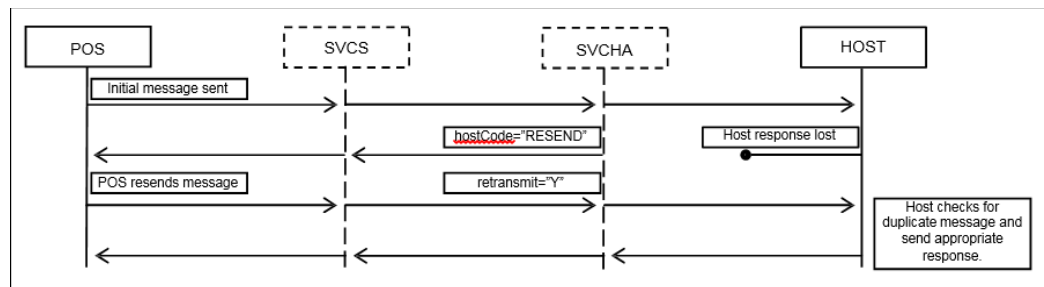 POS
SVCS
SVCHA
HOST
Initial message sent
hostCode=”RESEND”
Host response lost
POS resends message
retransmit=”Y”
Host checks for
duplicate message and
send appropriate
response.